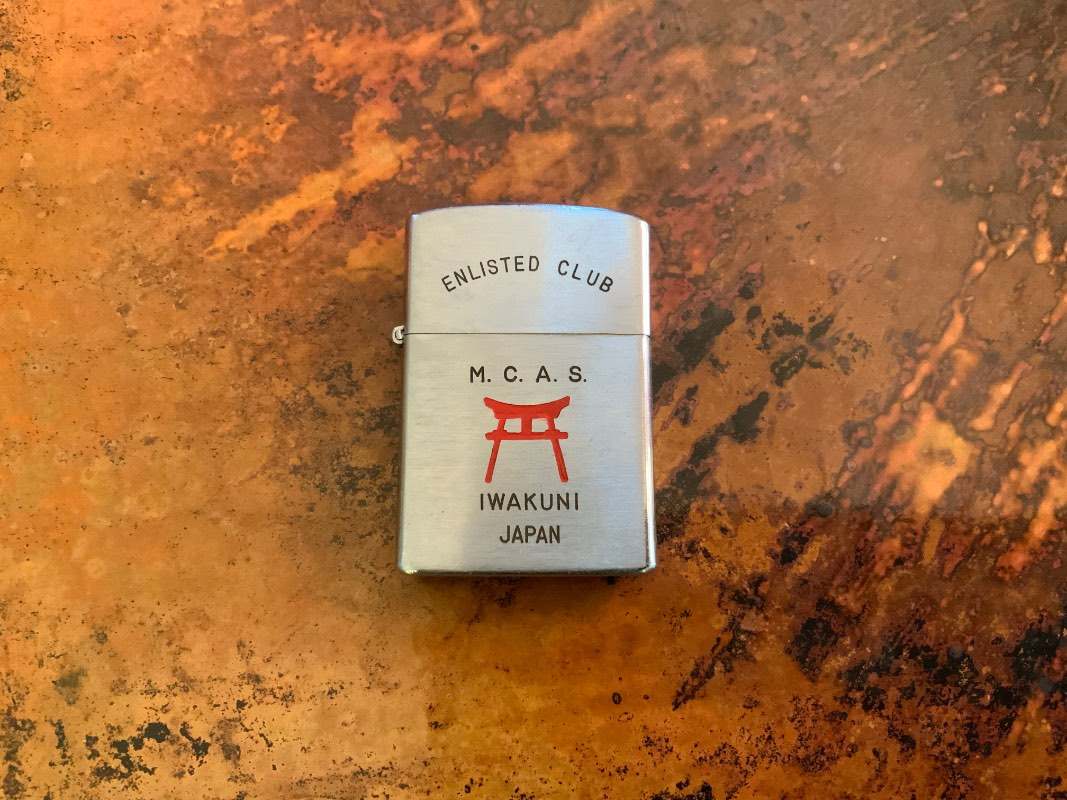 ENLISTED CLUB
M. C. A. S.
IWAKUNI
JAPAN